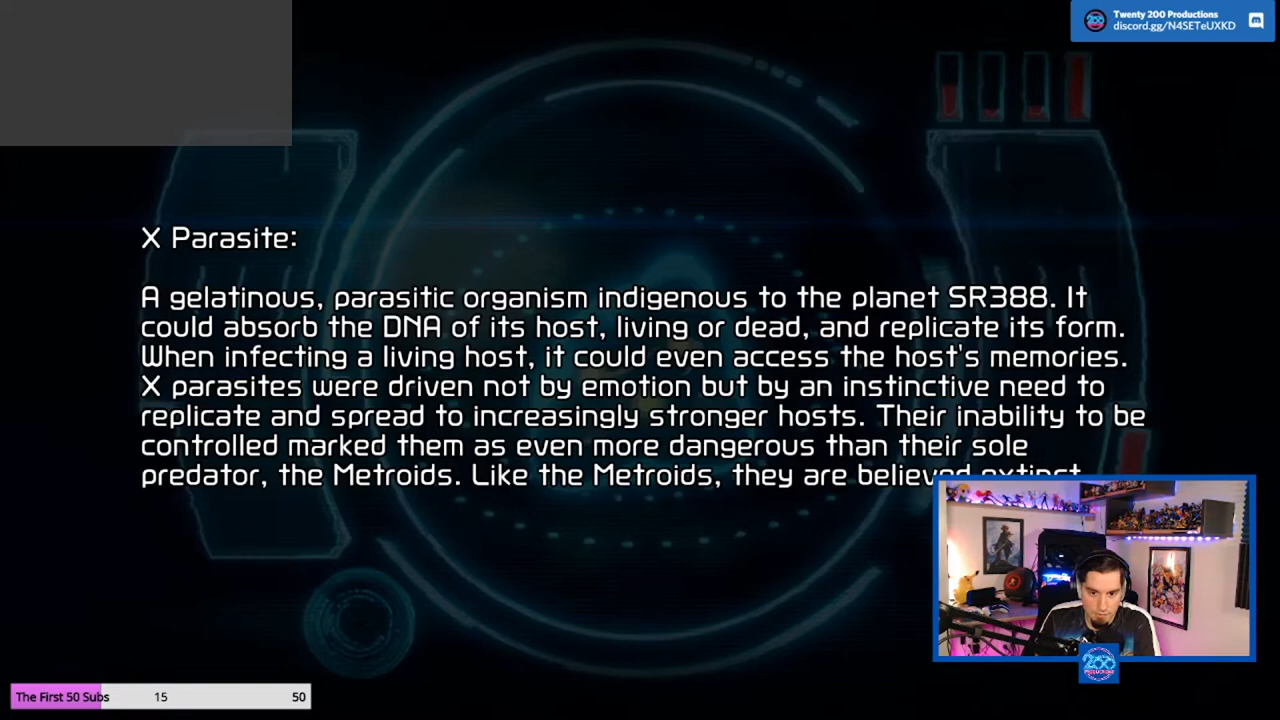 Twenty 200 Productions
discord.gg/N4SETeUXKD
X Parasite:
A gelatinous, parasitic organism indigenous to the planet SR388. It
could absorb the DNA of its host, living or dead, and replicate its form.
When infecting a living host, it could even access the host's memories.
X parasites were driven not by emotion but by an instinctive need to
replicate and spread to increasingly stronger hosts. Their inability to be
controlled marked them as even more dangerous than their sole
predator, the Metroids. Like the Metroids, they are believed extinct
The First 50 Subs 15 50
200